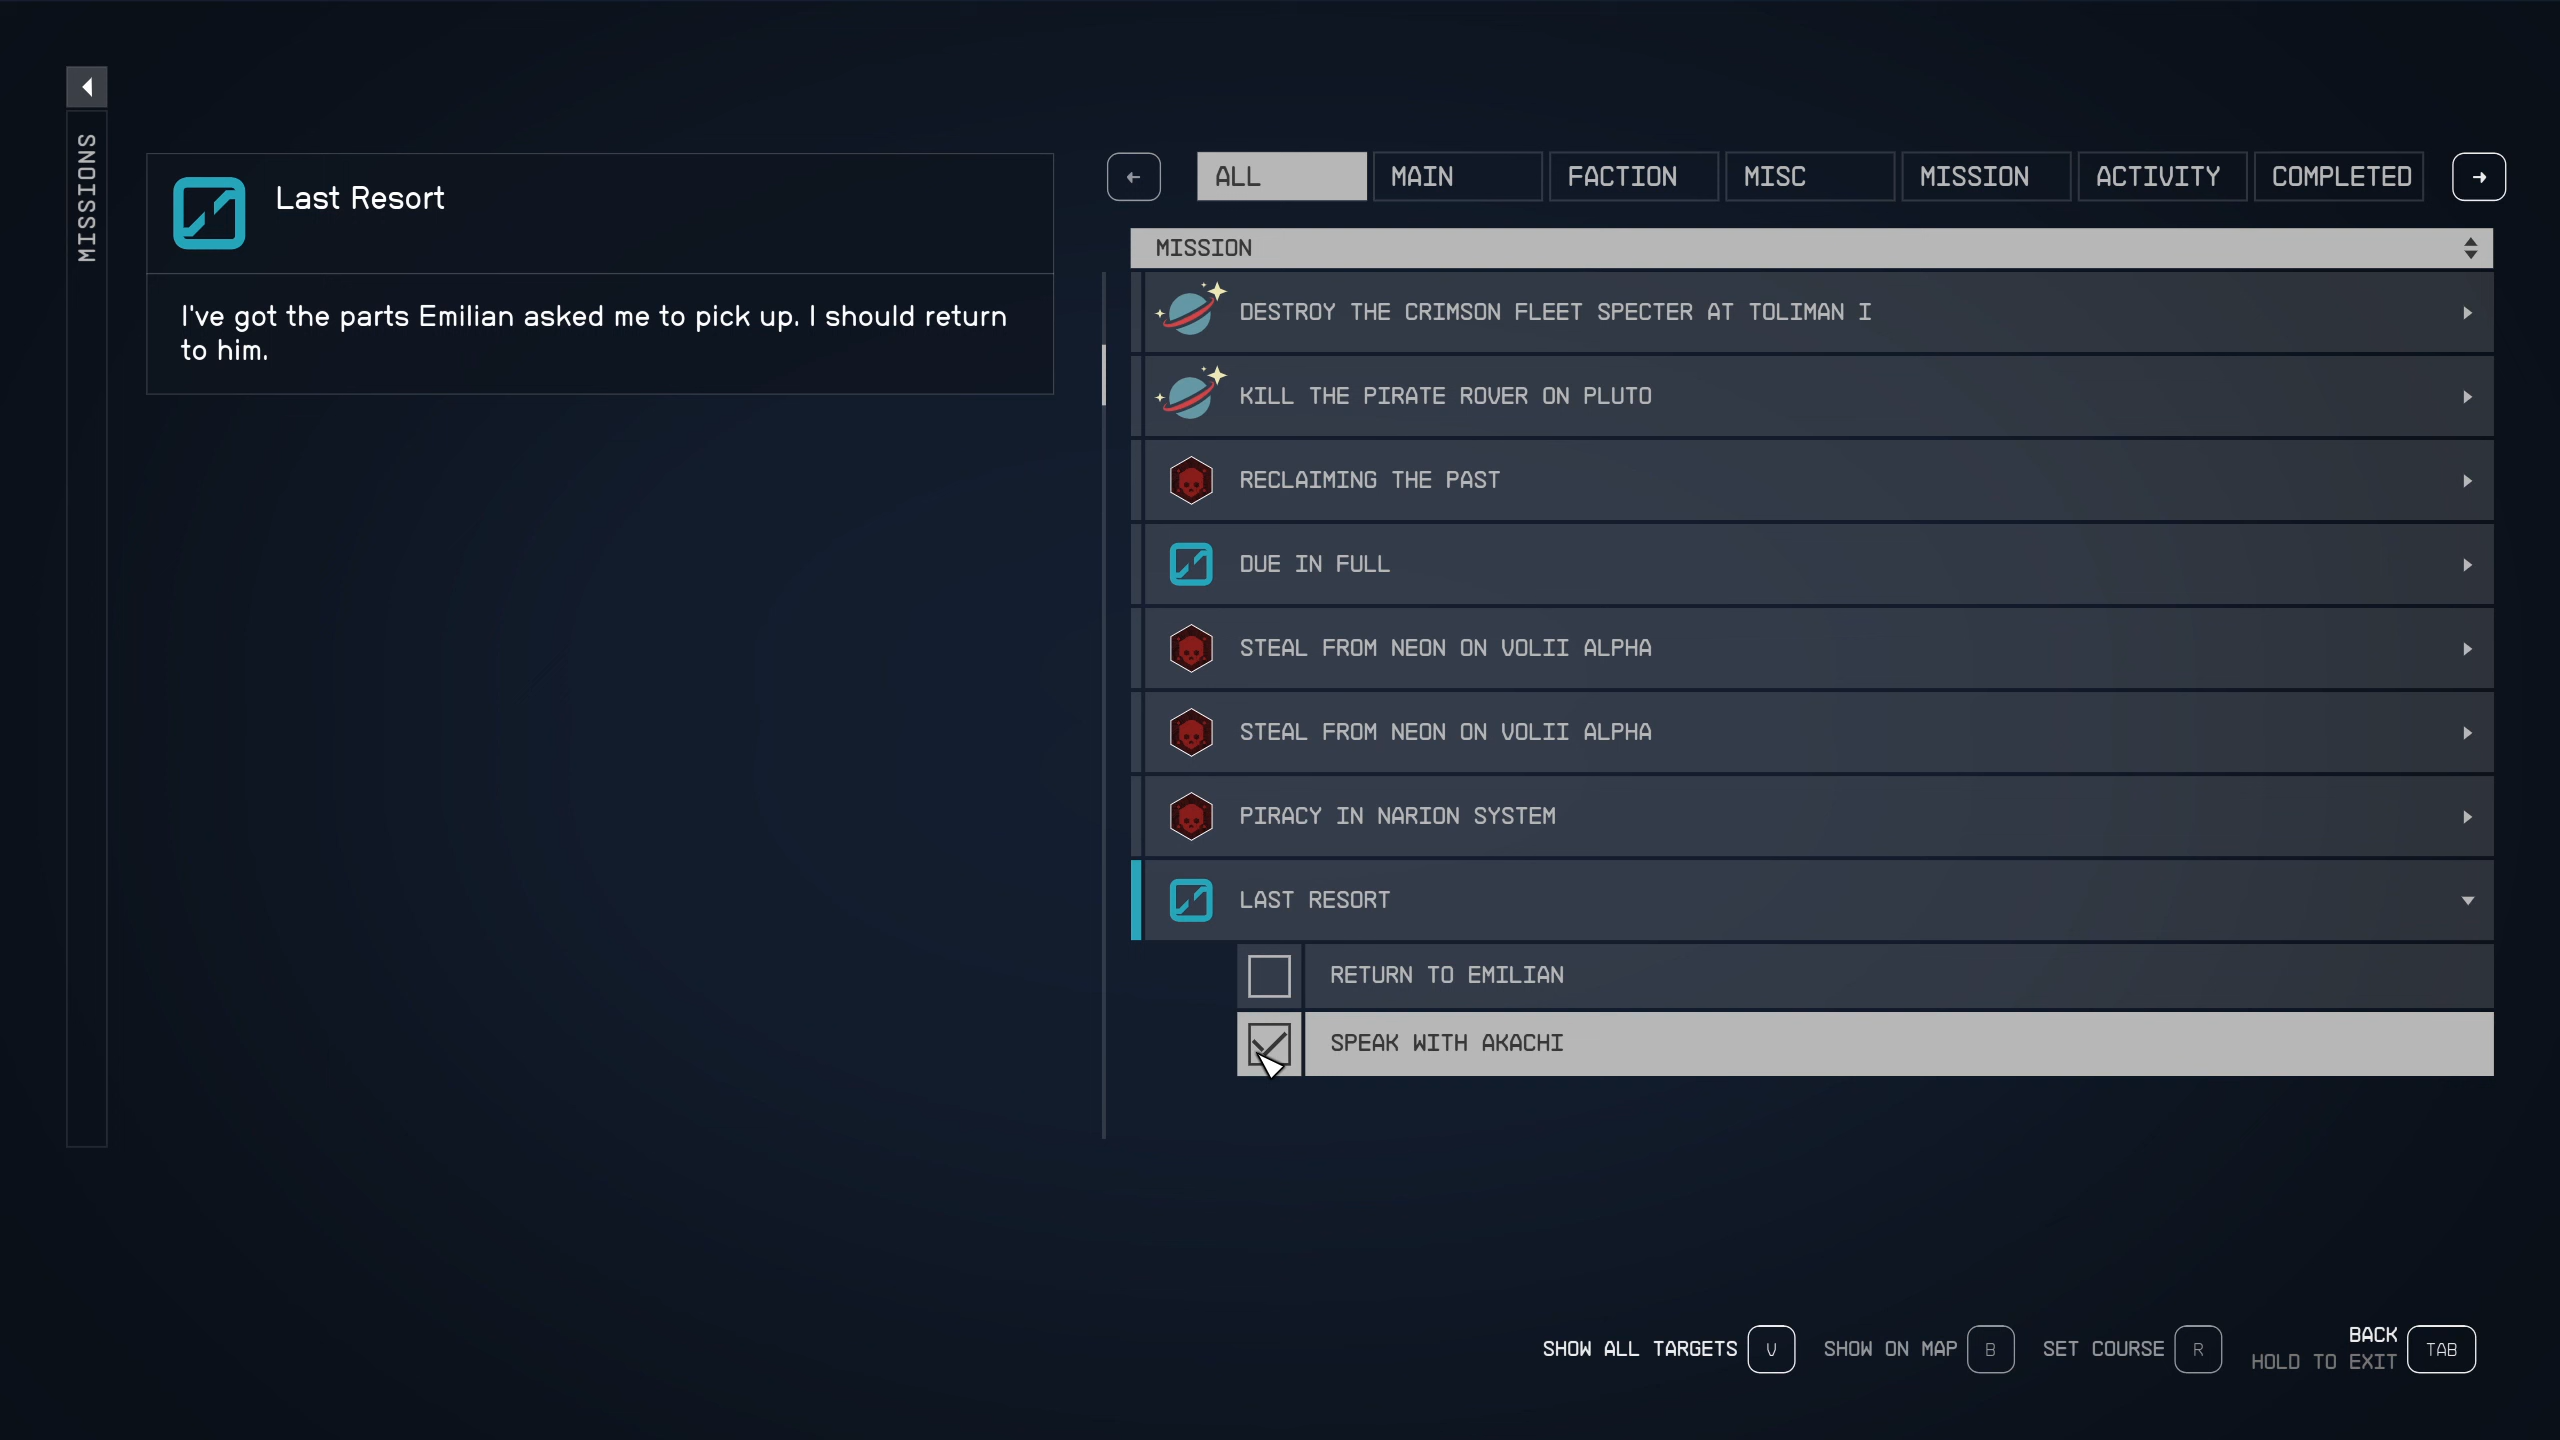 MISSIONS
Last Resort
I've got the parts Emilian asked me to pick up. I should return
to him.
ALL
MAIN
FACTION
MISC
MISSION
ACTIVITY
COMPLETED
MISSION
DESTROY THE CRIMSON FLEET SPECTER AT TOLIMAN I
KILL THE PIRATE ROVER ON PLUTO
RECLAIMING THE PAST
DUE IN FULL
STEAL FROM NEON ON VOLII ALPHA
STEAL FROM NEON ON VOLII ALPHA
PIRACY IN NARION SYSTEM
LAST RESORT
RETURN TO EMILIAN
SPEAK WITH AKACHI
SHOW ALL TARGETS V
SHOW ON MAP B
SET COURSE R
BACK
HOLD TO EXIT
TAB